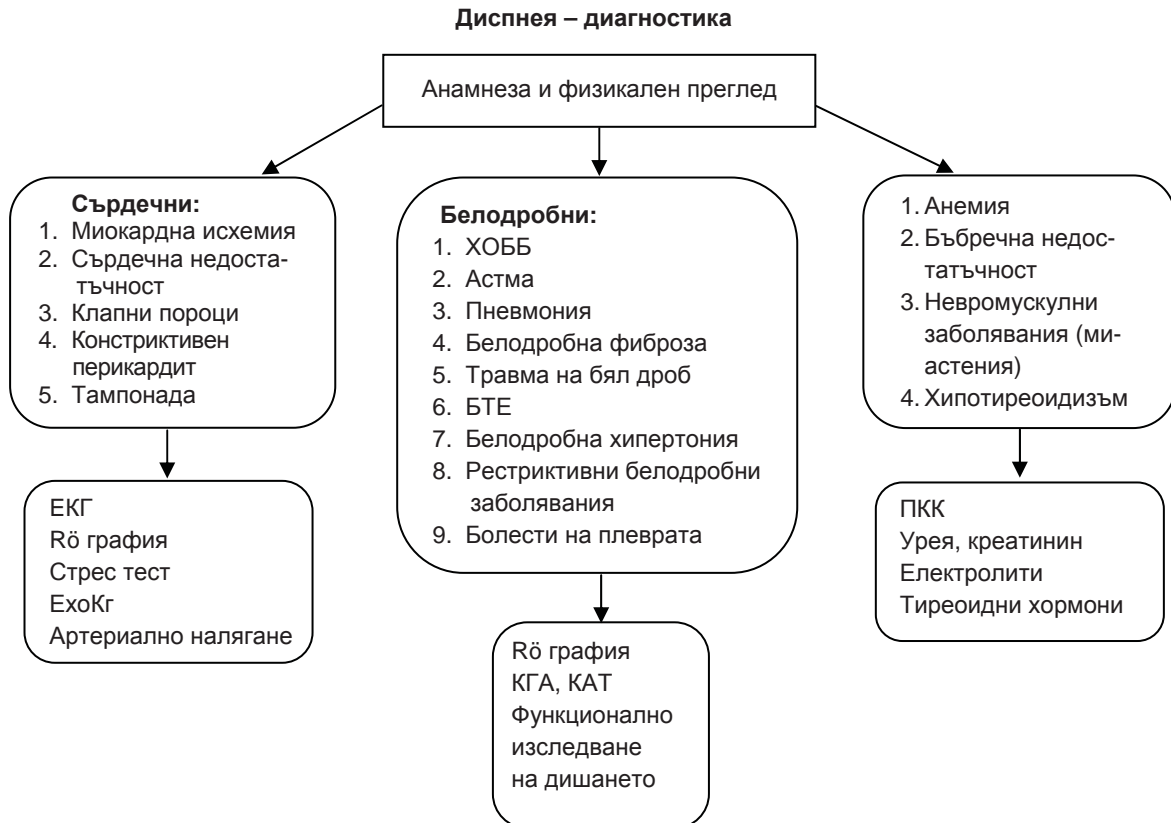 Диспнея – диагностика
Анамнеза и физикален преглед
Сърдечни:
1. Миокардна исхемия
2. Сърдечна недоста-
тъчност
3. Клапни пороци
4. Констриктивен
перикардит
5. Тампонада
ЕКГ
Rö графия
Стрес тест
ЕхоКг
Артериално налягане
Белодробни:
1. ХОББ
2. Астма
3. Пневмония
4. Белодробна фиброза
5. Травма на бял дроб
6. БТЕ
7. Белодробна хипертония
8. Рестриктивни белодробни
заболявания
9. Болести на плеврата
Rö графия
КГА, КАТ
Функционално
изследване
на дишането
1. Анемия
2. Бъбречна недос-
татъчност
3. Невромускулни
заболявания (ми-
астения)
4. Хипотиреоидизъм
ПКК
Урея, креатинин
Електролити
Тиреоидни хормони